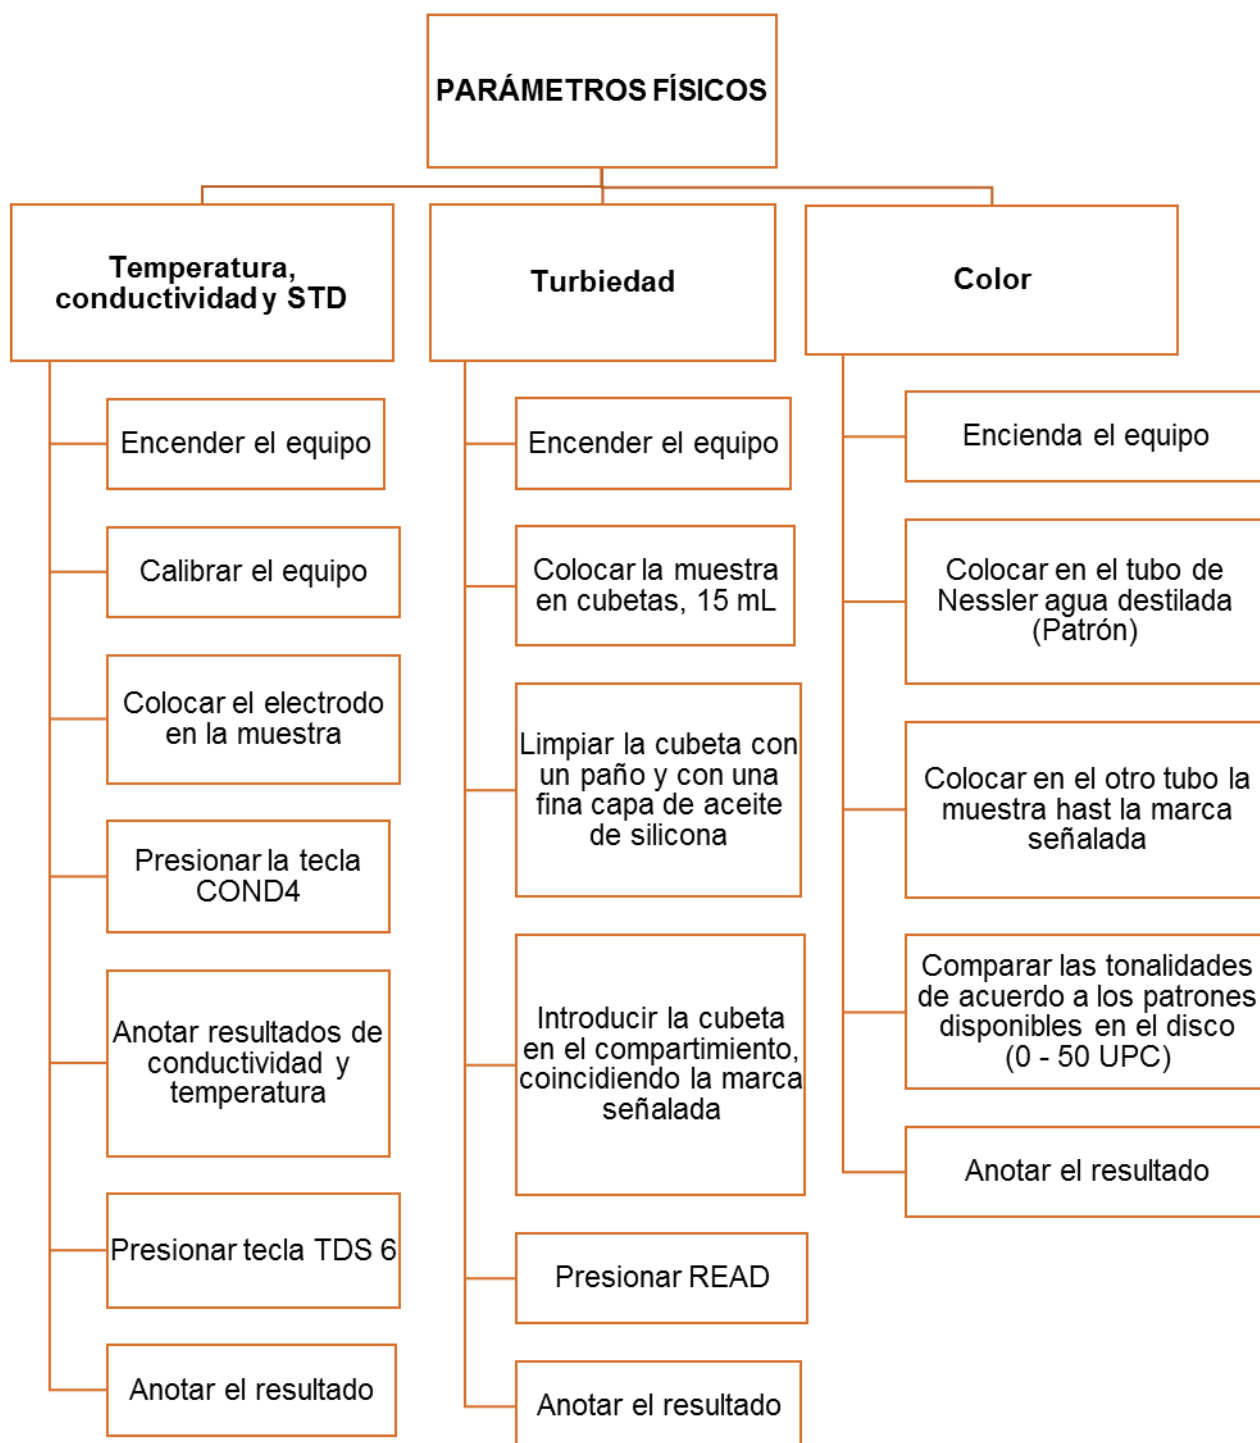 PARÁMETROS FÍSICOS
Temperatura,
conductividad y STD
Encender el equipo
Calibrar el equipo
Colocar el electrodo
en la muestra
Presionar la tecla
COND4
Anotar resultados de
conductividad y
temperatura
Presionar tecla TDS 6
Anotar el resultado
Turbiedad
Encender el equipo
Colocar la muestra
en cubetas, 15 mL
Limpiar la cubeta con
un paño y con una
fina capa de aceite
de silicona
Introducir la cubeta
en el compartimiento,
coincidiendo la marca
señalada
Presionar READ
Anotar el resultado
Color
Encienda el equipo
Colocar en el tubo de
Nessler agua destilada
(Patrón)
Colocar en el otro tubo la
muestra hast la marca
señalada
Comparar las tonalidades
de acuerdo a los patrones
disponibles en el disco
(0 - 50 UPC)
Anotar el resultado